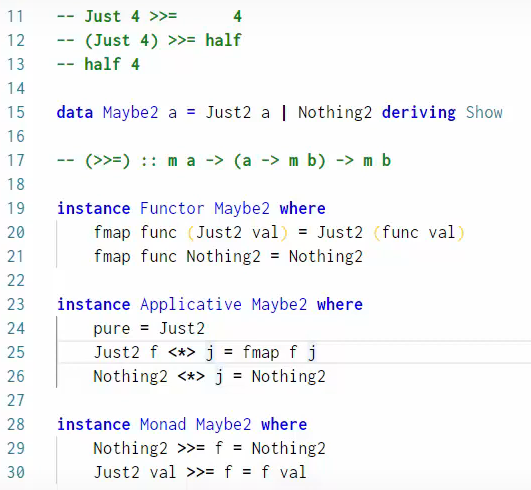 11 -- Just 4 >>=      4
12 -- (Just 4) >>= half
13 -- half 4
14
15 data Maybe2 a = Just2 a | Nothing2 deriving Show
16
17 -- (>>=) :: m a -> (a -> m b) -> m b
18
19 instance Functor Maybe2 where
20     fmap func (Just2 val) = Just2 (func val)
21     fmap func Nothing2 = Nothing2
22
23 instance Applicative Maybe2 where
24     pure = Just2
25     Just2 f <*> j = fmap f j
26     Nothing2 <*> j = Nothing2
27
28 instance Monad Maybe2 where
29     Nothing2 >>= f = Nothing2
30     Just2 val >>= f = f val